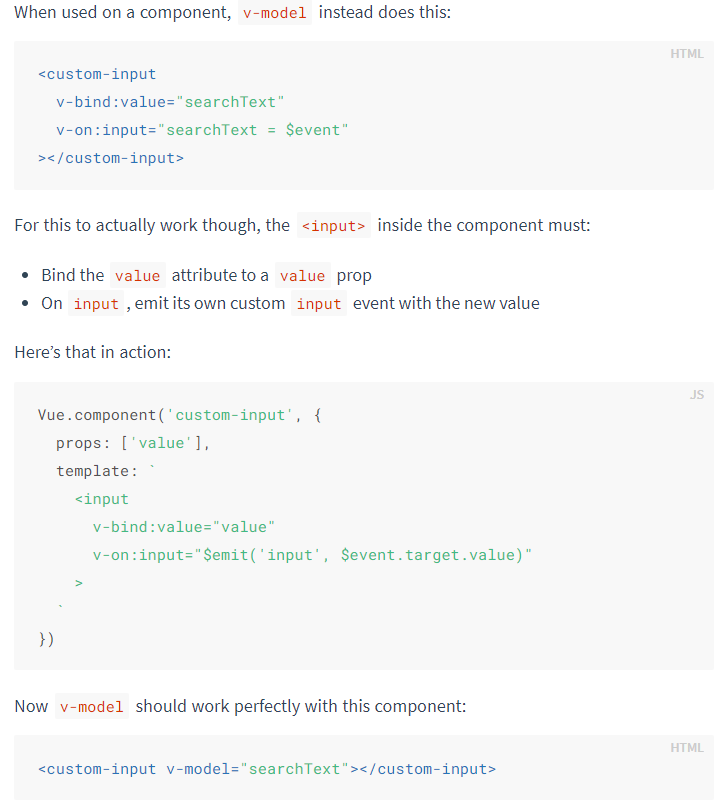 When used on a component, v-model instead does this:
HTML
<custom-input
  v-bind:value="searchText"
  v-on:input="searchText = $event"
></custom-input>
For this to actually work though, the <input> inside the component must:
• Bind the value attribute to a value prop
• On input , emit its own custom input event with the new value
Here’s that in action:
JS
Vue.component('custom-input', {
  props: ['value'],
  template: `
    <input
      v-bind:value="value"
      v-on:input="$emit('input', $event.target.value)"
    >
  `
})
Now v-model should work perfectly with this component:
HTML
<custom-input v-model="searchText"></custom-input>